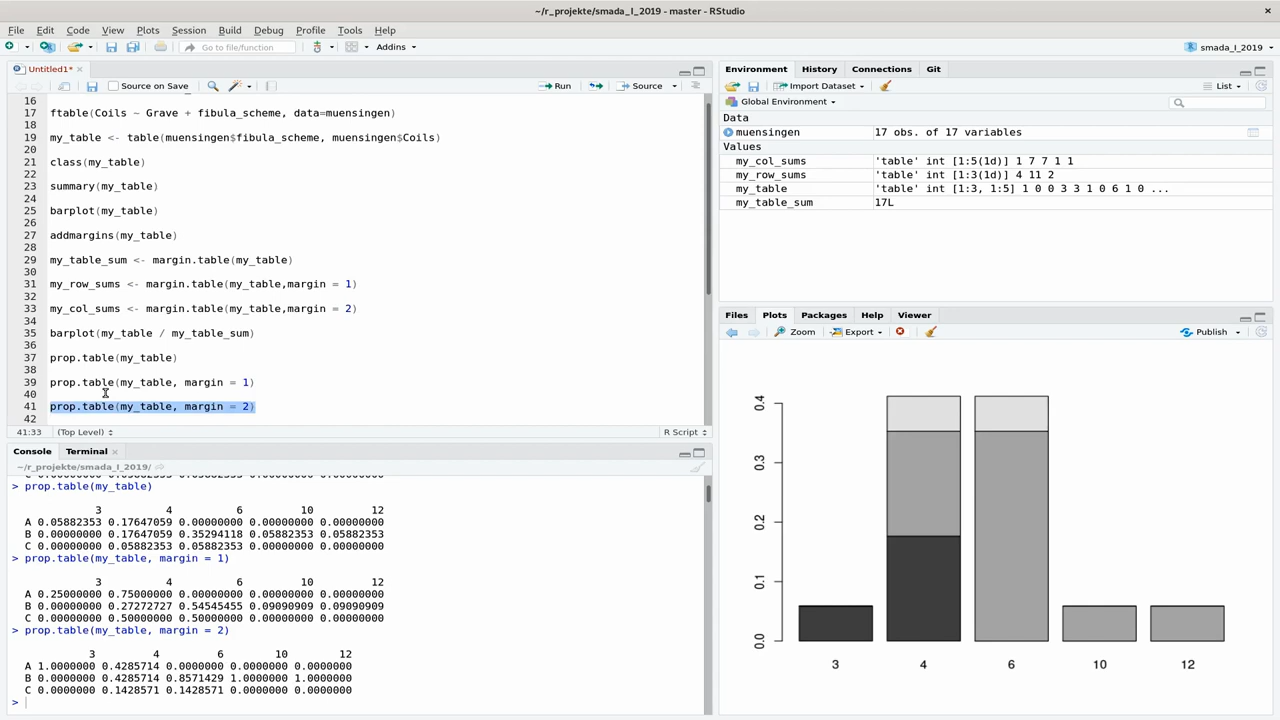 ~/r_projekte/smada_I_2019 - master - RStudio
File Edit Code View Plots Session Build Debug Profile Tools Help
Go to file/function Addins smada_I_2019
Untitled1*
Source on Save Run Source
16
17 ftable(Coils ~ Grave + fibula_scheme, data=muensingen)
18
19 my_table <- table(muensingen$fibula_scheme, muensingen$Coils)
20
21 class(my_table)
22
23 summary(my_table)
24
25 barplot(my_table)
26
27 addmargins(my_table)
28
29 my_table_sum <- margin.table(my_table)
30
31 my_row_sums <- margin.table(my_table,margin = 1)
32
33 my_col_sums <- margin.table(my_table,margin = 2)
34
35 barplot(my_table / my_table_sum)
36
37 prop.table(my_table)
38
39 prop.table(my_table, margin = 1)
40
41 prop.table(my_table, margin = 2)
42
41:33 (Top Level) R Script
Console Terminal
~/r_projekte/smada_I_2019/
> prop.table(my_table)
3 4 6 10 12
A 0.05882353 0.17647059 0.00000000 0.00000000 0.00000000
B 0.00000000 0.17647059 0.35294118 0.05882353 0.05882353
C 0.00000000 0.05882353 0.05882353 0.00000000 0.00000000
> prop.table(my_table, margin = 1)
3 4 6 10 12
A 0.25000000 0.75000000 0.00000000 0.00000000 0.00000000
B 0.00000000 0.27272727 0.54545455 0.09090909 0.09090909
C 0.00000000 0.50000000 0.50000000 0.00000000 0.00000000
> prop.table(my_table, margin = 2)
3 4 6 10 12
A 1.0000000 0.4285714 0.0000000 0.0000000 0.0000000
B 0.0000000 0.4285714 0.8571429 1.0000000 1.0000000
C 0.0000000 0.1428571 0.1428571 0.0000000 0.0000000
>
Environment History Connections Git
Import Dataset List
Global Environment
Data
muensingen 17 obs. of 17 variables
Values
my_col_sums 'table' int [1:5(1d)] 1 7 7 1 1
my_row_sums 'table' int [1:3(1d)] 4 11 2
my_table 'table' int [1:3, 1:5] 1 0 0 3 3 1 0 6 1 0 ...
my_table_sum 17L
Files Plots Packages Help Viewer
Zoom Export Publish
0.4
0.3
0.2
0.1
0.0
3 4 6 10 12